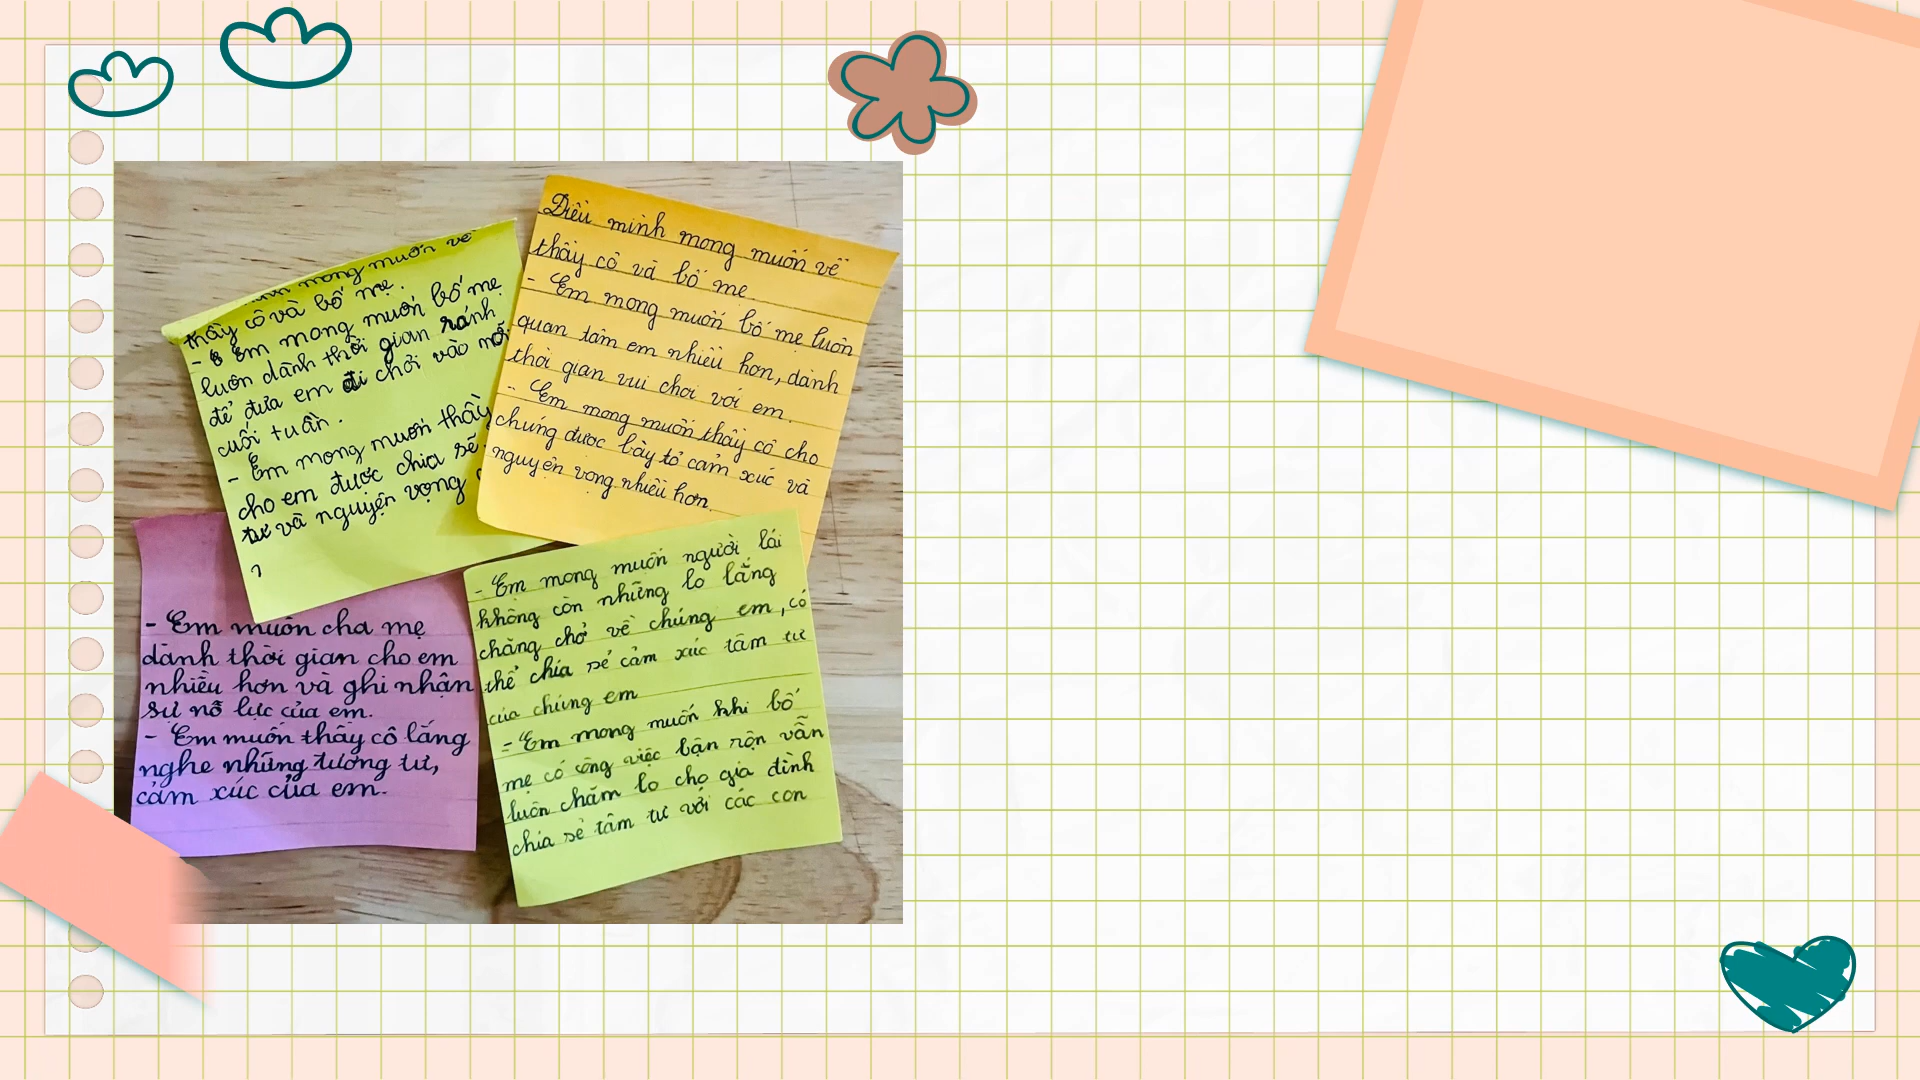 mong muốn về
thầy cô và bố mẹ.
- Em mong muốn bố mẹ
luôn dành thời gian rảnh
để đưa em đi chơi vào mỗi
cuối tuần.
- Em mong muốn thầy
cho em được chia sẽ
tư và nguyện vọng
Điều mình mong muốn về
thầy cô và bố mẹ
- Em mong muốn bố mẹ luôn
quan tâm em nhiều hơn, dành
thời gian vui chơi với em.
- Em mong muốn thầy cô cho
chúng được bày tỏ cảm xúc và
nguyện vọng nhiều hơn.
- Em muốn cha mẹ
dành thời gian cho em
nhiều hơn và ghi nhận
sự nỗ lực của em.
- Em muốn thầy cô lắng
nghe những tương tư,
cảm xúc của em.
- Em mong muốn người lái
không còn những lo lắng
chăng chở về chúng em, có
thể chia sẻ cảm xúc tâm tư
của chúng em
- Em mong muốn khi bố
mẹ có công việc bận rộn vẫn
luôn chăm lo cho gia đình
chia sẻ tâm tư với các con